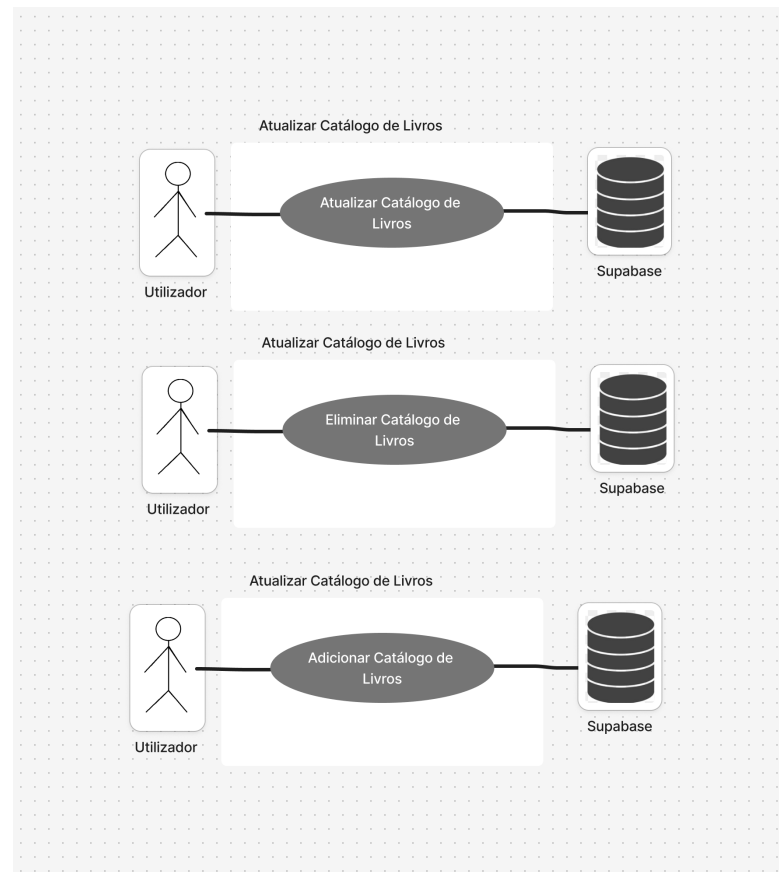 Atualizar Catálogo de Livros
Atualizar Catálogo de
Livros
Utilizador
Supabase
Atualizar Catálogo de Livros
Eliminar Catálogo de
Livros
Utilizador
Supabase
Atualizar Catálogo de Livros
Adicionar Catálogo de
Livros
Utilizador
Supabase